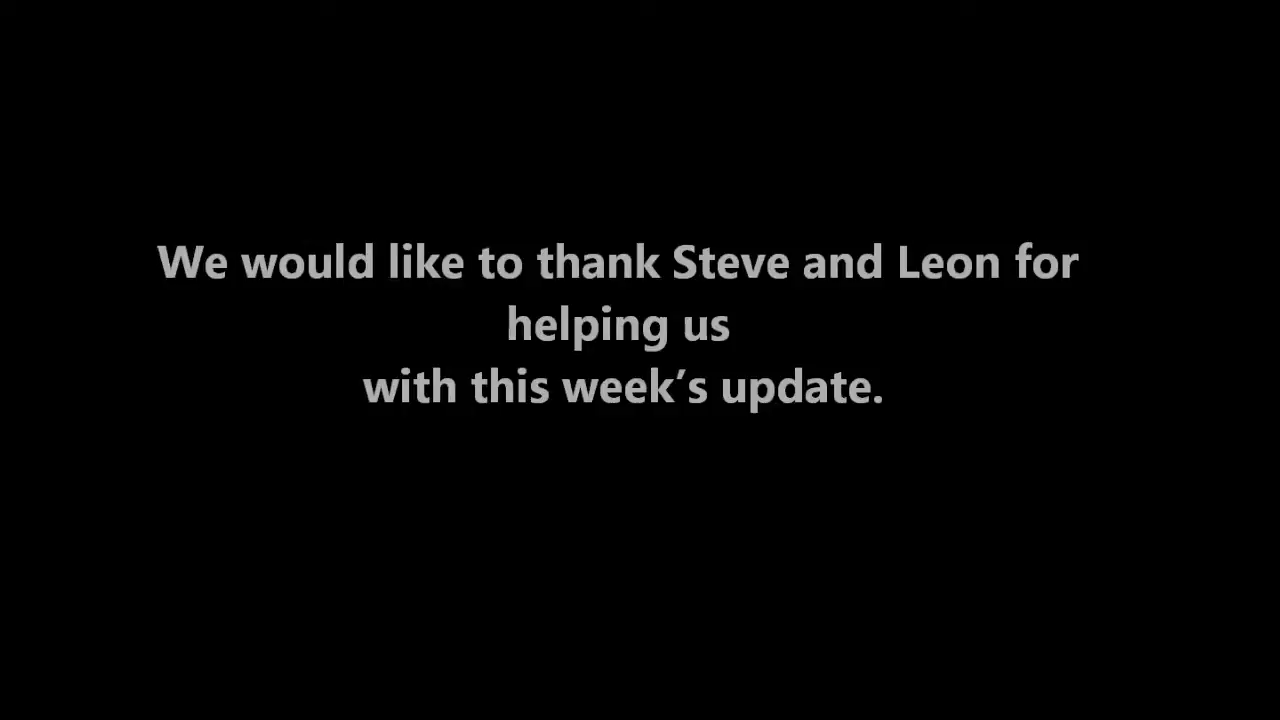 We would like to thank Steve and Leon for
helping us
with this week’s update.